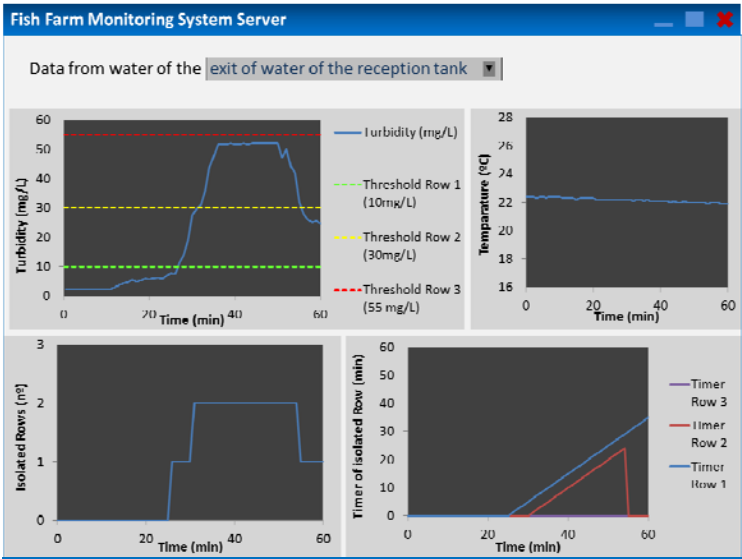 Fish Farm Monitoring System Server
Data from water of the exit of water of the reception tank
60
50
40
30
20
10
0
Turbidity (mg/L)
0
20
40
60
Time (min)
Turbidity (mg/L)
Threshold Row 1
(10mg/L)
Threshold Row 2
(30mg/L)
Threshold Row 3
(55 mg/L)
28
26
24
22
20
18
16
Temparature (ºC)
0
20
40
60
Time (min)
3
2
1
0
Isolated Rows (nº)
0
20
40
60
Time (min)
60
50
40
30
20
10
0
Timer of isolated Row (min)
0
20
40
60
Time (min)
Timer
Row 3
Timer
Row 2
Timer
Row 1